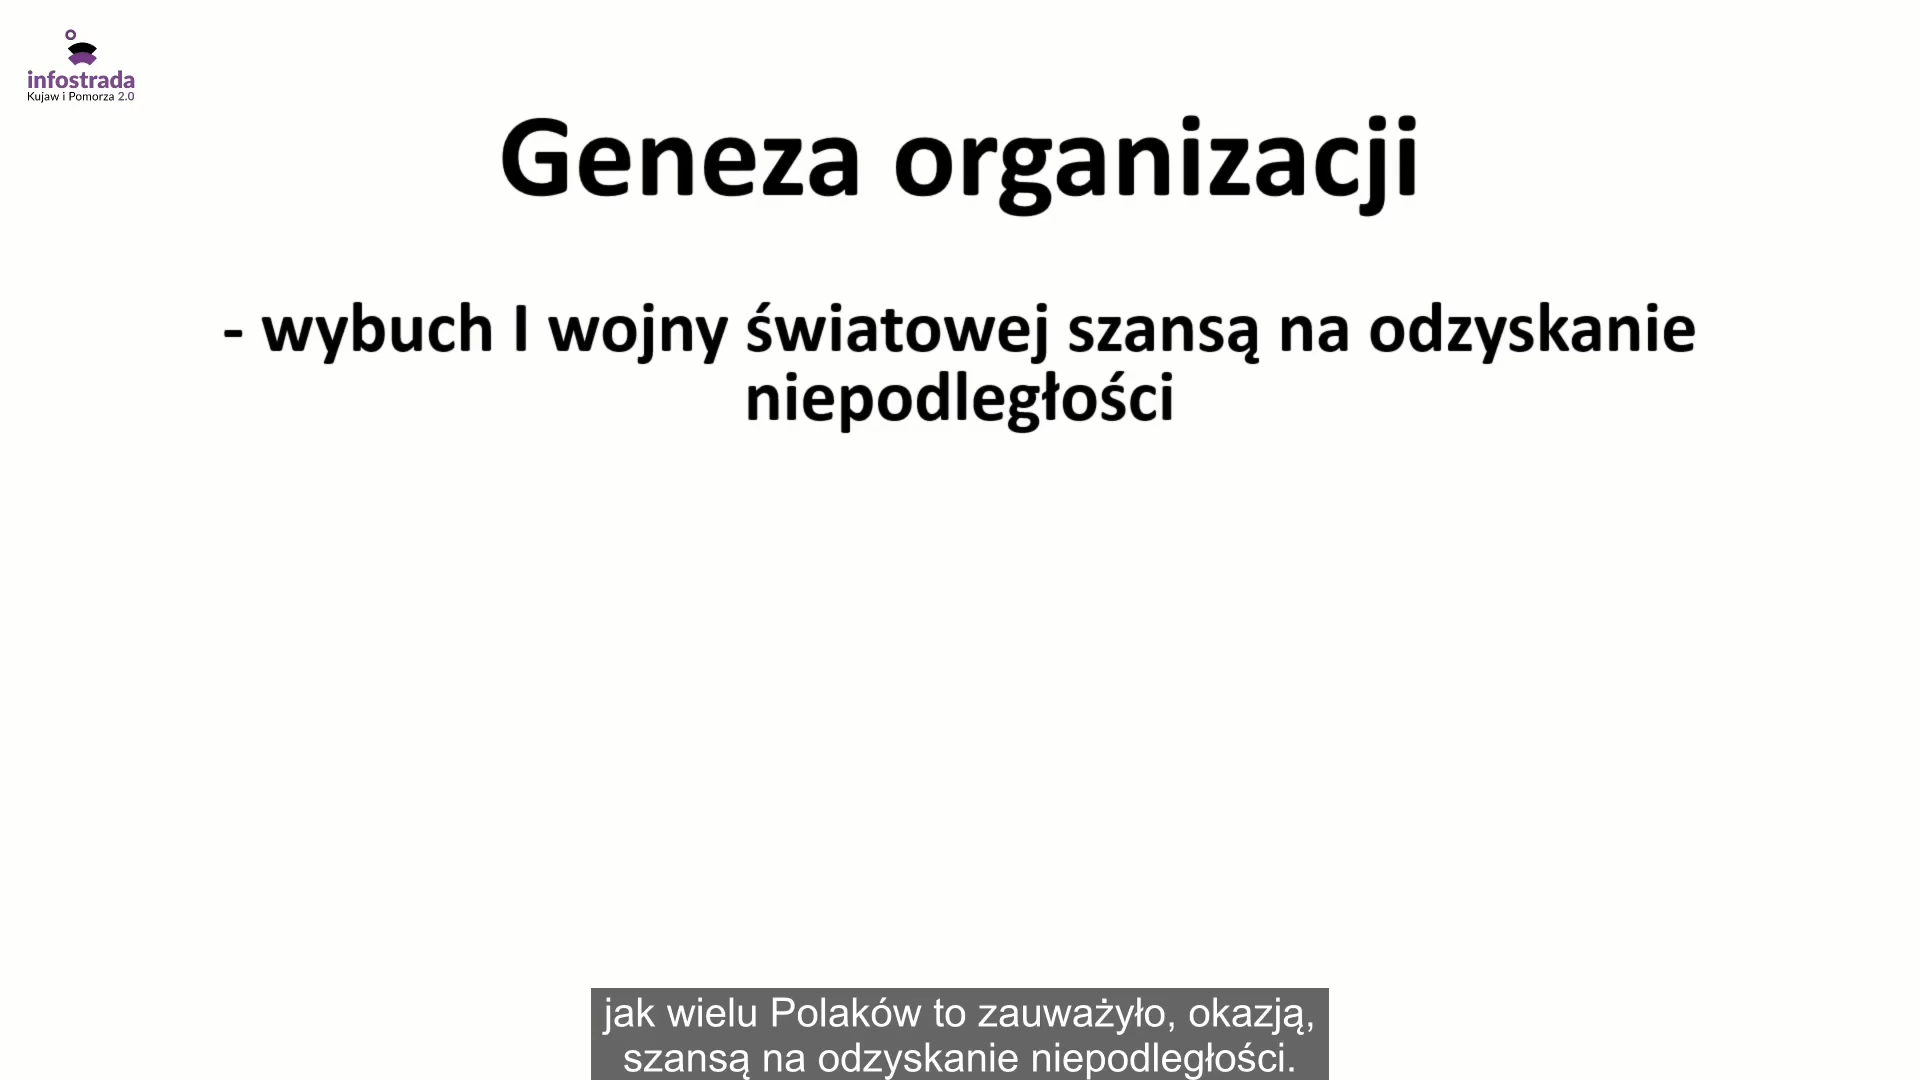 infostrada
Kujaw i Pomorza 2.0
Geneza organizacji
- wybuch I wojny światowej szansą na odzyskanie
niepodległości
jak wielu Polaków to zauważyło, okazją,
szansą na odzyskanie niepodległości.